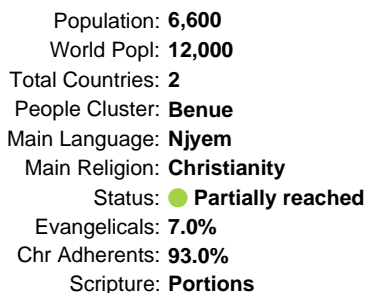 Population: 6,600
World Popl: 12,000
Total Countries: 2
People Cluster: Benue
Main Language: Njyem
Main Religion: Christianity
Status: Partially reached
Evangelicals: 7.0%
Chr Adherents: 93.0%
Scripture: Portions